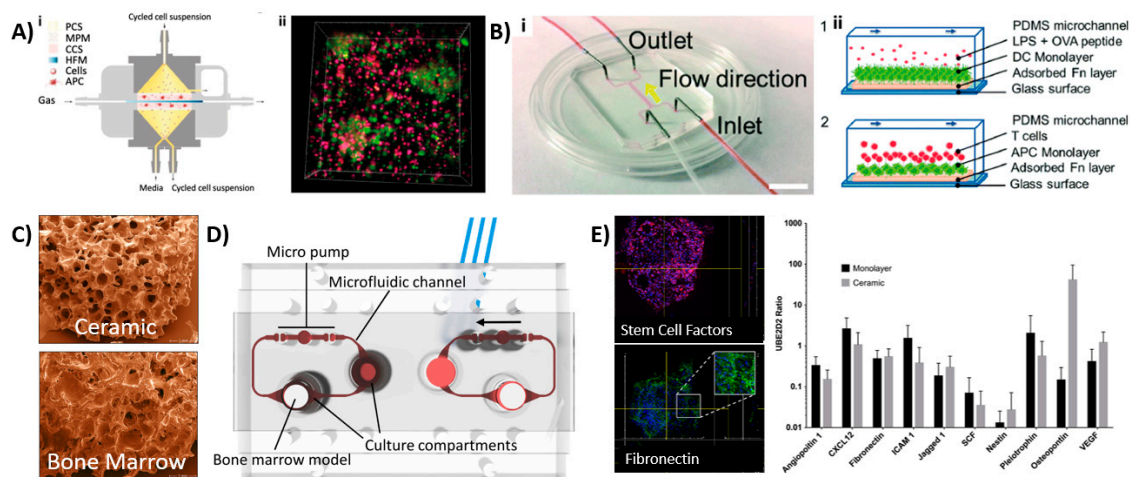 A)
i
PCS
MPM
CCS
HFM
Cells
APC
Cycled cell suspension
Gas
Media
Cycled cell suspension
ii
B)
i
Outlet
Flow direction
Inlet
ii
1
PDMS microchannel
LPS + OVA peptide
DC Monolayer
Adsorbed Fn layer
Glass surface
2
PDMS microchannel
T cells
APC Monolayer
Adsorbed Fn layer
Glass surface
C)
Ceramic
Bone Marrow
D)
Micro pump
Microfluidic channel
Culture compartments
Bone marrow model
E)
Stem Cell Factors
Fibronectin
UBE2D2 Ratio
1000
100
10
1
0.1
0.01
Monolayer
Ceramic
Angiopoitin 1
CXCL12
Fibronectin
ICAM 1
Jagged 1
SCF
Nestin
Pleiotrophin
Osteopontin
VEGF